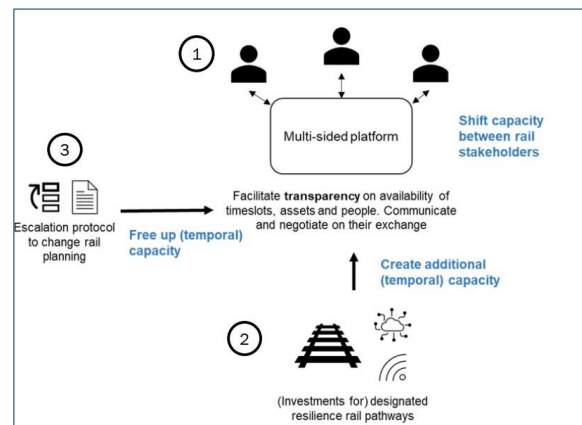 1
Multi-sided platform
Shift capacity
between rail
stakeholders
3
Facilitate transparency on availability of
timeslots, assets and people. Communicate
and negotiate on their exchange
Escalation protocol
to change rail
planning
Free up (temporal)
capacity
Create additional
(temporal) capacity
2
(Investments for) designated
resilience rail pathways